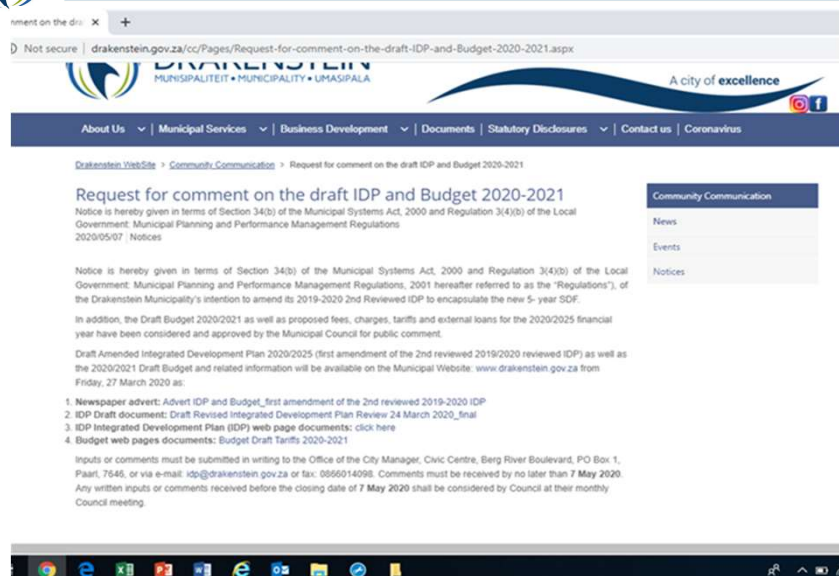 nment on the dra
Not secure | drakenstein.gov.za/cc/Pages/Request-for-comment-on-the-draft-IDP-and-Budget-2020-2021.aspx
DRAKENSTEIN
MUNISIPALITEIT • MUNICIPALITY • UMASIPALA
A city of excellence
About Us | Municipal Services | Business Development | Documents | Statutory Disclosures | Contact us | Coronavirus
Drakenstein WebSite > Community Communication > Request for comment on the draft IDP and Budget 2020-2021
Request for comment on the draft IDP and Budget 2020-2021
Notice is hereby given in terms of Section 34(b) of the Municipal Systems Act, 2000 and Regulation 3(4)(b) of the Local
Government: Municipal Planning and Performance Management Regulations
2020/05/07 | Notices
Community Communication
News
Events
Notices
Notice is hereby given in terms of Section 34(b) of the Municipal Systems Act, 2000 and Regulation 3(4)(b) of the Local
Government: Municipal Planning and Performance Management Regulations, 2001 hereafter referred to as the "Regulations"), of
the Drakenstein Municipality's intention to amend its 2019-2020 2nd Reviewed IDP to encapsulate the new 5- year SDF.
In addition, the Draft Budget 2020/2021 as well as proposed fees, charges, tariffs and external loans for the 2020/2025 financial
year have been considered and approved by the Municipal Council for public comment.
Draft Amended Integrated Development Plan 2020/2025 (first amendment of the 2nd reviewed 2019/2020 reviewed IDP) as well as
the 2020/2021 Draft Budget and related information will be available on the Municipal Website: www.drakenstein.gov.za from
Friday, 27 March 2020 as:
1. Newspaper advert: Advert IDP and Budget_first amendment of the 2nd reviewed 2019-2020 IDP
2. IDP Draft document: Draft Revised Integrated Development Plan Review 24 March 2020_final
3. IDP Integrated Development Plan (IDP) web page documents: click here
4. Budget web pages documents: Budget Draft Tariffs 2020-2021
Inputs or comments must be submitted in writing to the Office of the City Manager, Civic Centre, Berg River Boulevard, PO Box 1,
Paarl, 7646, or via e-mail: idp@drakenstein.gov.za or fax: 0866014098. Comments must be received by no later than 7 May 2020.
Any written inputs or comments received before the closing date of 7 May 2020 shall be considered by Council at their monthly
Council meeting.